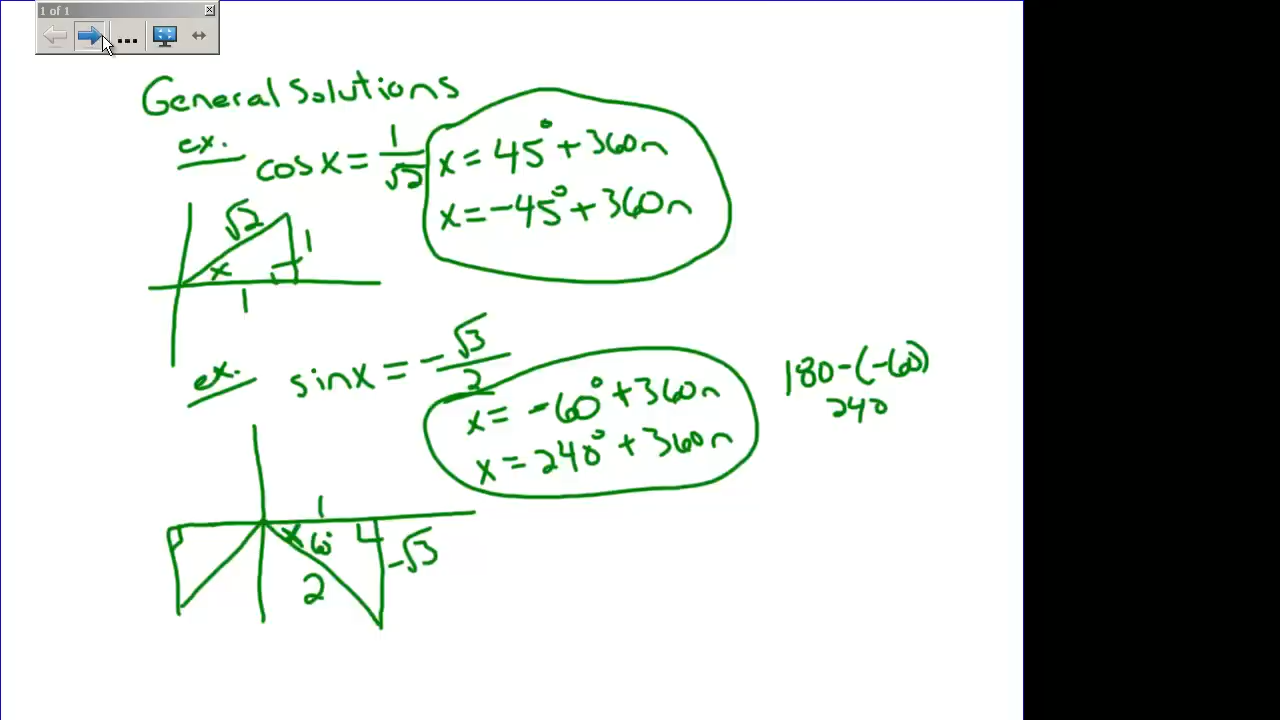 1 of 1
General Solutions
ex. cos x = 1/√2
x = 45° + 360n
x = -45° + 360n
√2
1
x
1
ex. sin x = -√3/2
x = -60° + 360n
x = 240° + 360n
180-(-60)
240
1
x 60
-√3
2